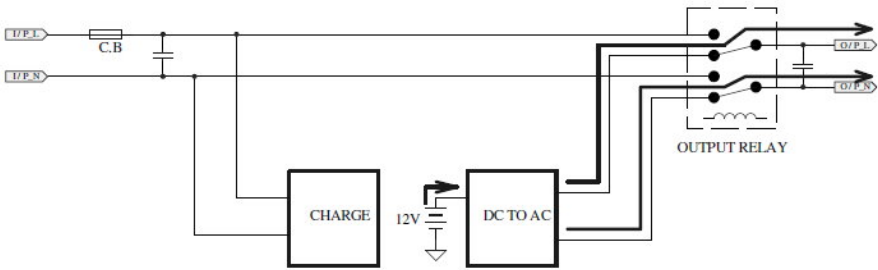 I/P_L
C.B
I/P_N
O/P_L
O/P_N
OUTPUT RELAY
CHARGE
12V
DC TO AC